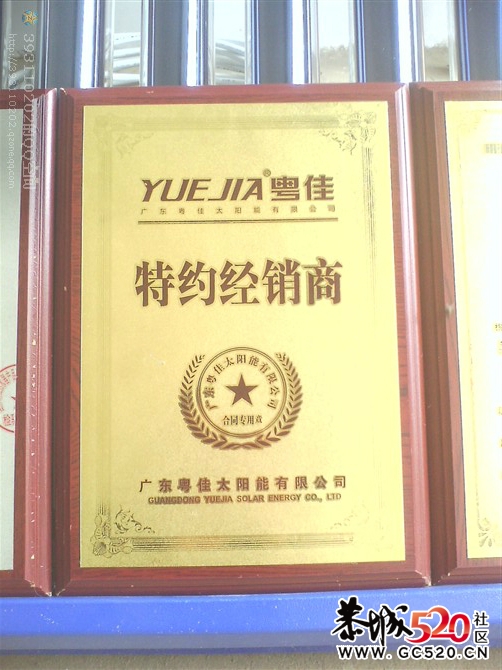 YUEJIA®粤佳
广东粤佳太阳能有限公司
特约经销商
广东粤佳太阳能有限公司
合同专用章
广东粤佳太阳能有限公司
GUANGDONG YUEJIA SOLAR ENERGY CO., LTD
恭城520社区
WWW.GC520.CN